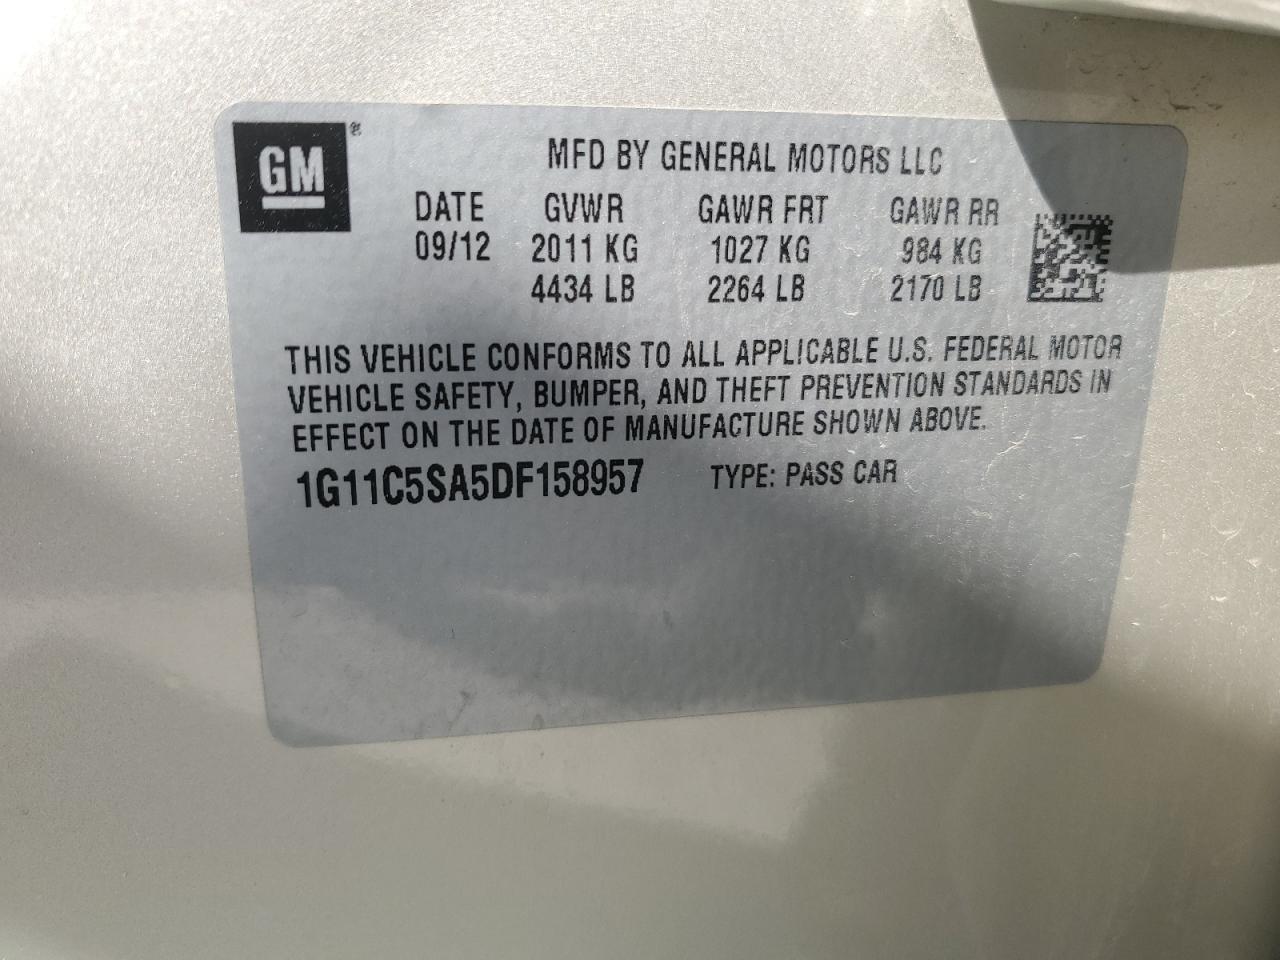 GM ®
MFD BY GENERAL MOTORS LLC
DATE GVWR GAWR FRT GAWR RR
09/12 2011 KG 1027 KG 984 KG
4434 LB 2264 LB 2170 LB
THIS VEHICLE CONFORMS TO ALL APPLICABLE U.S. FEDERAL MOTOR
VEHICLE SAFETY, BUMPER, AND THEFT PREVENTION STANDARDS IN
EFFECT ON THE DATE OF MANUFACTURE SHOWN ABOVE.
1G11C5SA5DF158957 TYPE: PASS CAR